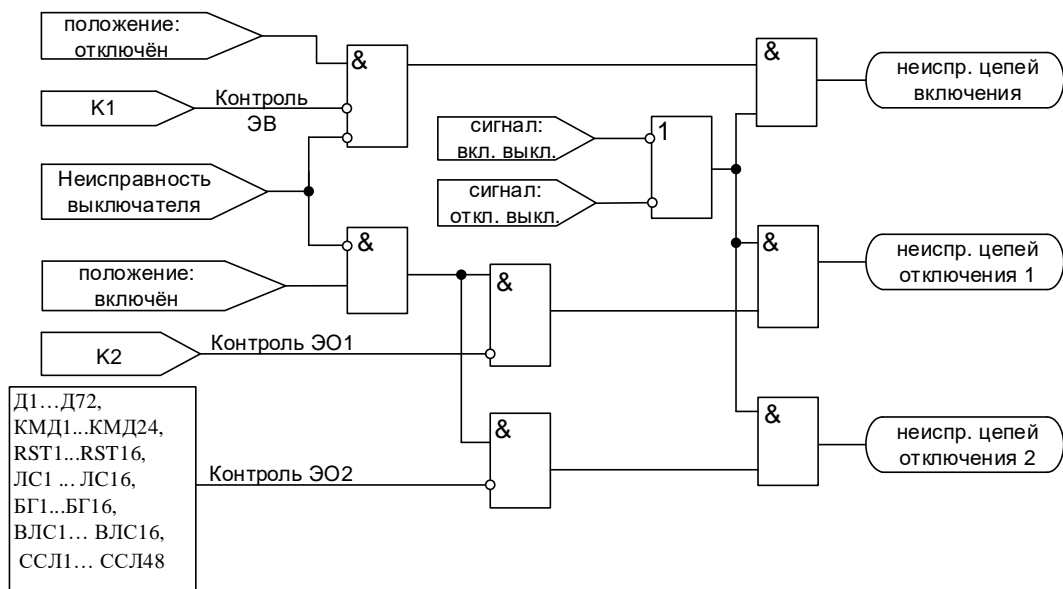 положение:
отключён
К1
Контроль
ЭВ
&
&
неиспр. цепей
включения
сигнал:
вкл. выкл.
1
Неисправность
выключателя
сигнал:
откл. выкл.
&
&
неиспр. цепей
отключения 1
положение:
включён
&
К2
Контроль ЭО1
Д1…Д72,
КМД1...КМД24,
RST1...RST16,
ЛС1 ... ЛС16,
БГ1...БГ16,
ВЛС1… ВЛС16,
ССЛ1… ССЛ48
Контроль ЭО2
&
&
неиспр. цепей
отключения 2